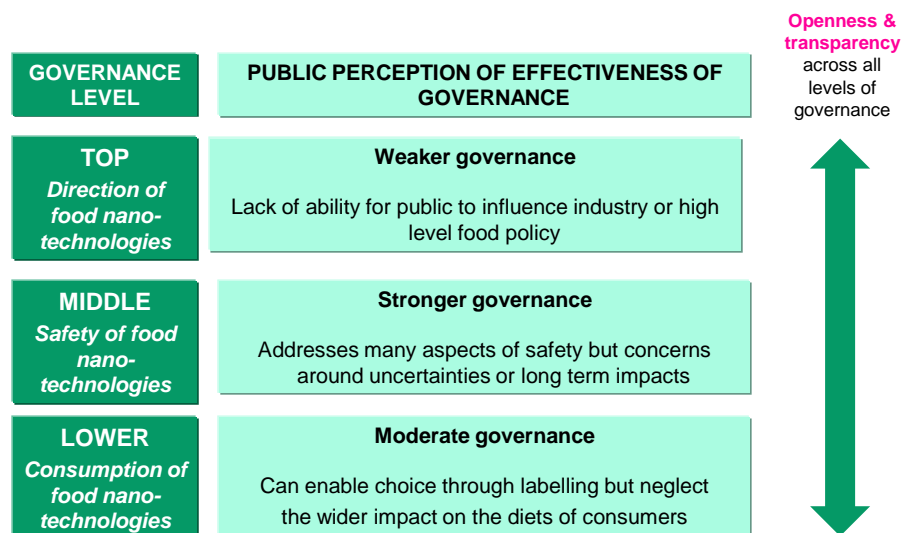 Openness &
transparency
across all
levels of
governance
GOVERNANCE
LEVEL
PUBLIC PERCEPTION OF EFFECTIVENESS OF
GOVERNANCE
TOP
Direction of
food nano-
technologies
Weaker governance
Lack of ability for public to influence industry or high
level food policy
MIDDLE
Safety of food
nano-
technologies
Stronger governance
Addresses many aspects of safety but concerns
around uncertainties or long term impacts
LOWER
Consumption of
food nano-
technologies
Moderate governance
Can enable choice through labelling but neglect
the wider impact on the diets of consumers